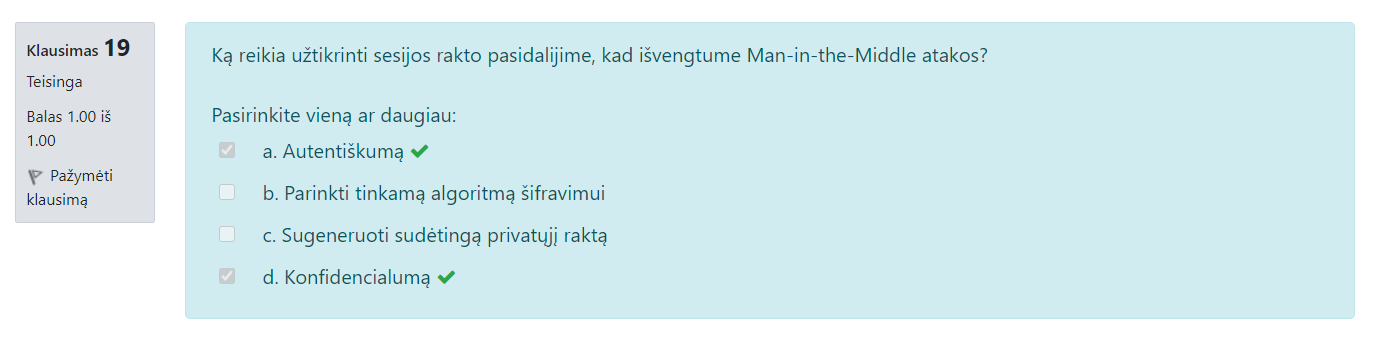 Klausimas 19
Teisinga
Balas 1.00 iš
1.00
Pažymėti
klausimą
Ką reikia užtikrinti sesijos rakto pasidalijime, kad išvengtume Man-in-the-Middle atakos?
Pasirinkite vieną ar daugiau:
a. Autentiškumą
b. Parinkti tinkamą algoritmą šifravimui
c. Sugeneruoti sudėtingą privatųjį raktą
d. Konfidencialumą